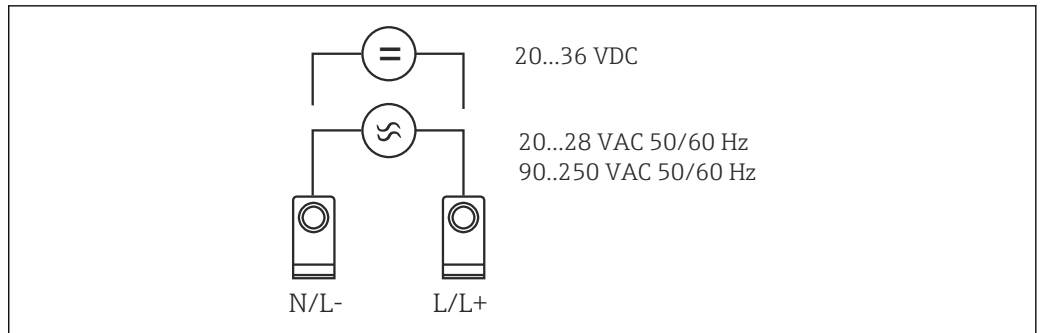 20...36 VDC
20...28 VAC 50/60 Hz
90..250 VAC 50/60 Hz
N/L- L/L+